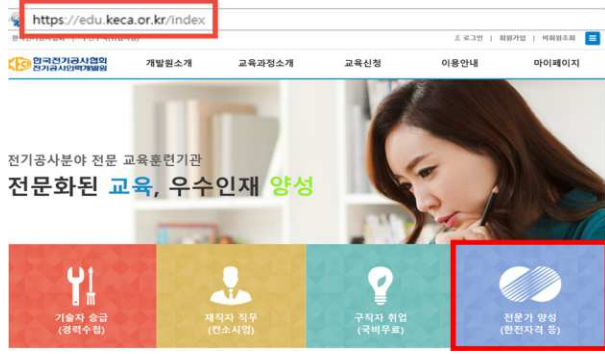 https://edu.keca.or.kr/index
로그인 | 회원가입 | 비회원조회
한국전기공사협회
전기공사인력개발원
개발원소개 교육과정소개 교육신청 이용안내 마이페이지
전기공사분야 전문 교육훈련기관
전문화된 교육, 우수인재 양성
기술자 승급 재직자 직무 구직자 취업 전문가 양성
(경력수첩) (컨소시엄) (국비무료) (한전자격 등)